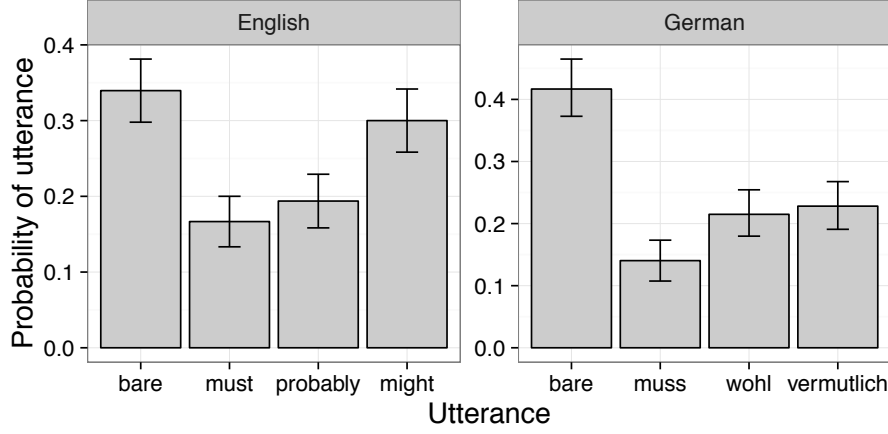 English
German
Probability of utterance
0.4
0.3
0.2
0.1
0.0
0.4
0.3
0.2
0.1
0.0
bare must probably might
bare muss wohl vermutlich
Utterance